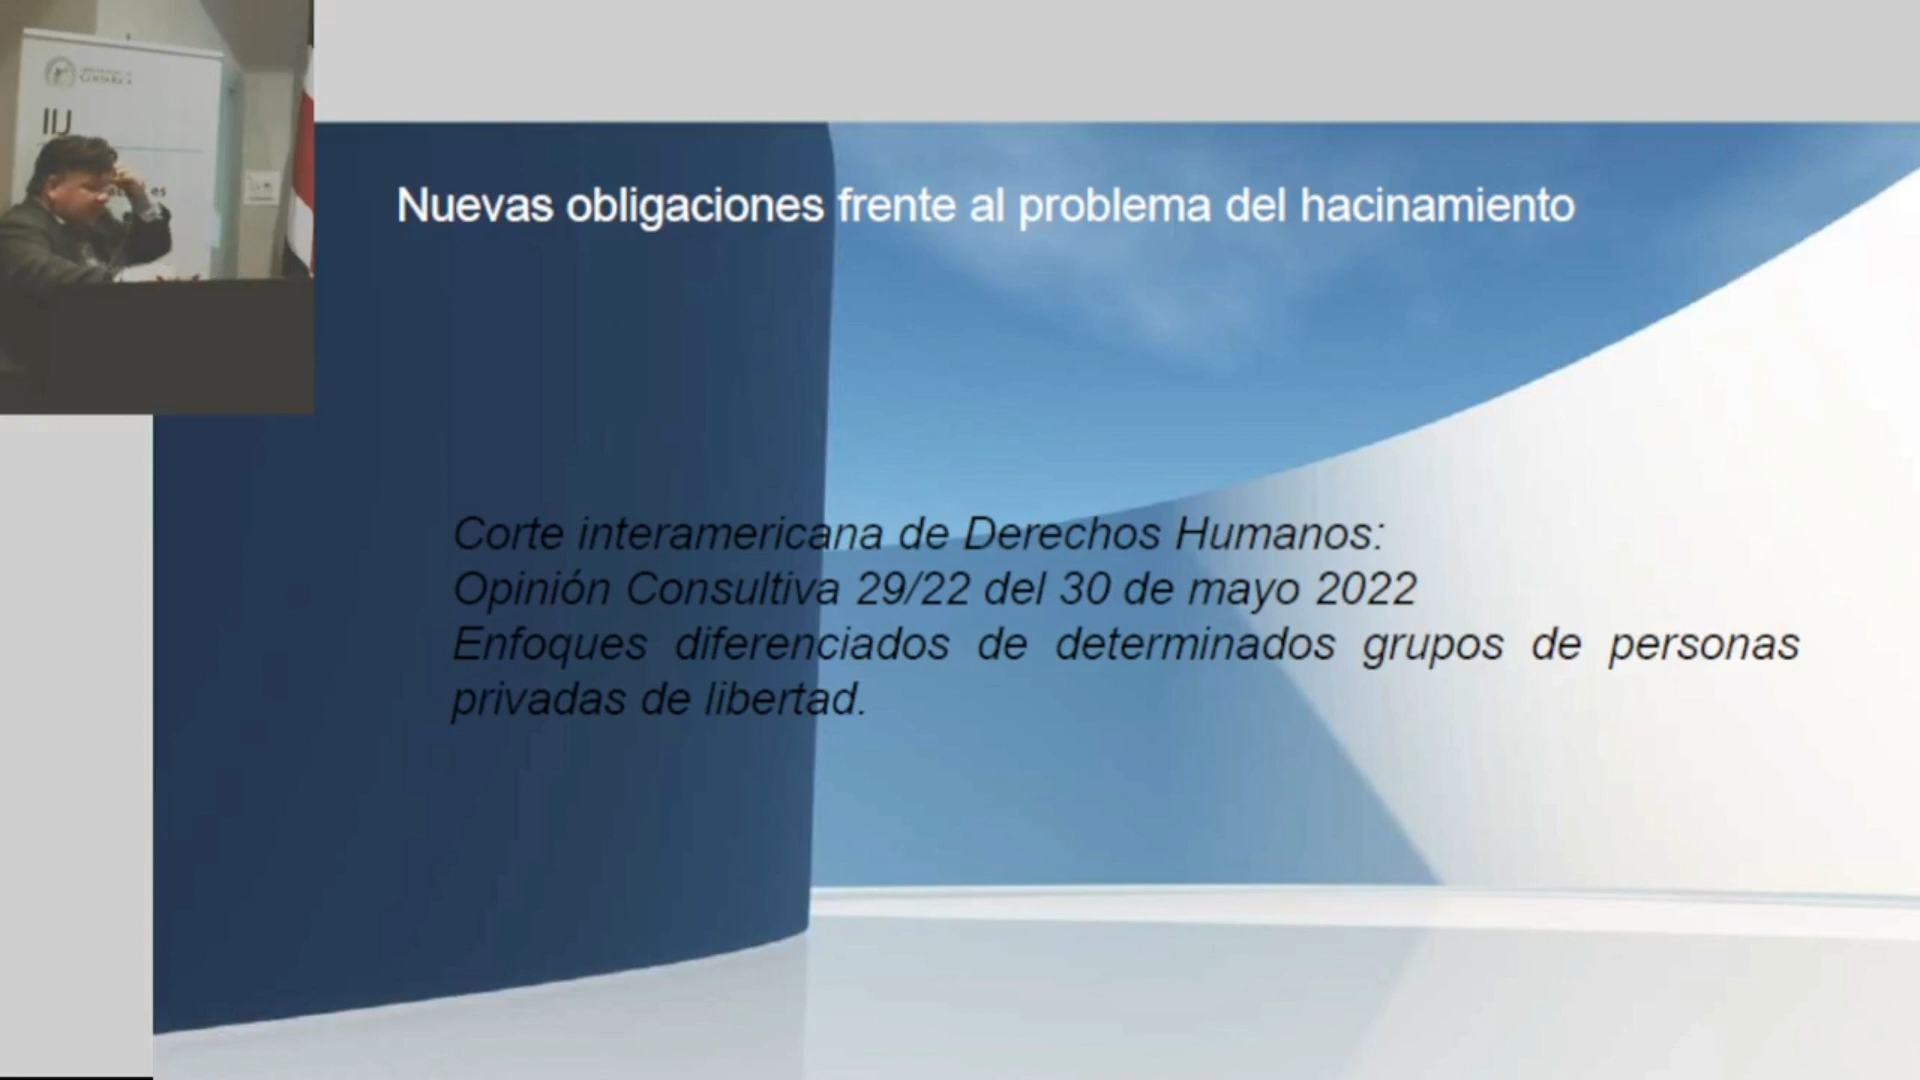 IIJ
Nuevas obligaciones frente al problema del hacinamiento
Corte interamericana de Derechos Humanos:
Opinión Consultiva 29/22 del 30 de mayo 2022
Enfoques diferenciados de determinados grupos de personas
privadas de libertad.